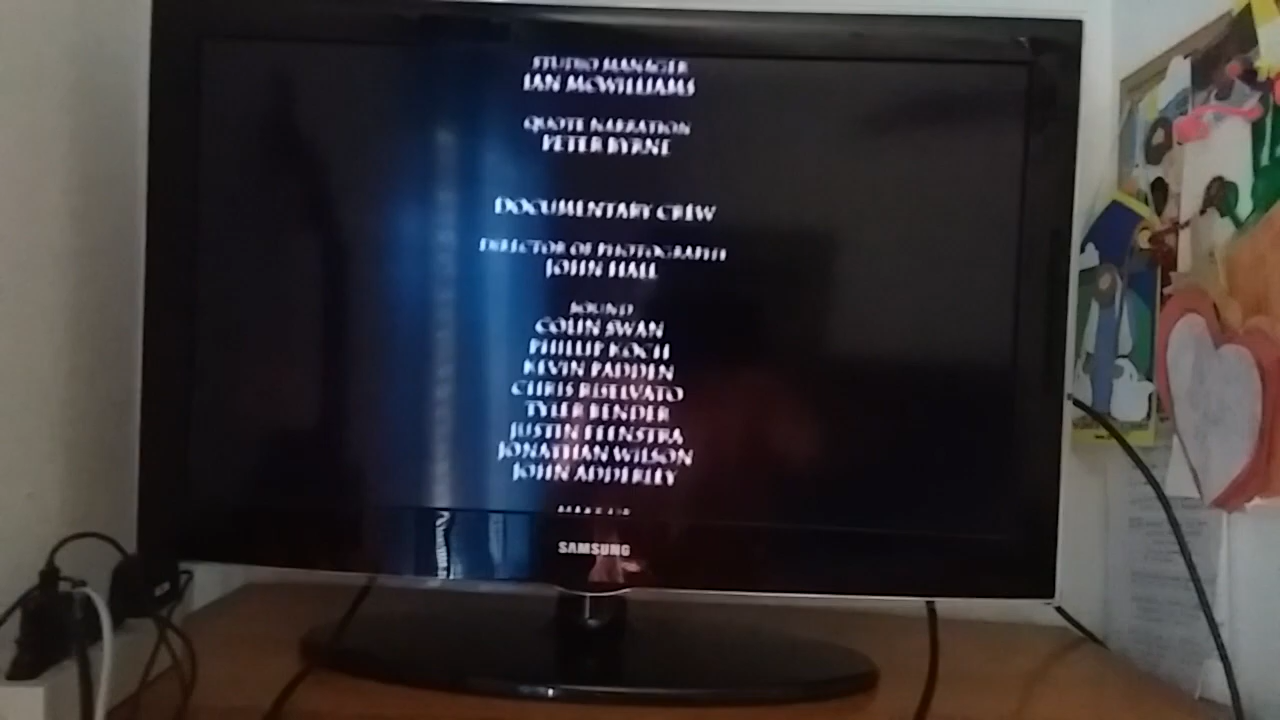 STUDIO MANAGER
IAN MCWILLIAMS
QUOTE NARRATION
PETER BYRNE
DOCUMENTARY CREW
DIRECTOR OF PHOTOGRAPHY
JOHN HALL
SOUND
COLIN SWAN
PHILLIP KOCH
KEVIN PADDEN
CHRIS RISELVATO
TYLER BENDER
JUSTIN FEENSTRA
JONATHAN WILSON
JOHN ADDERLEY
SAMSUNG